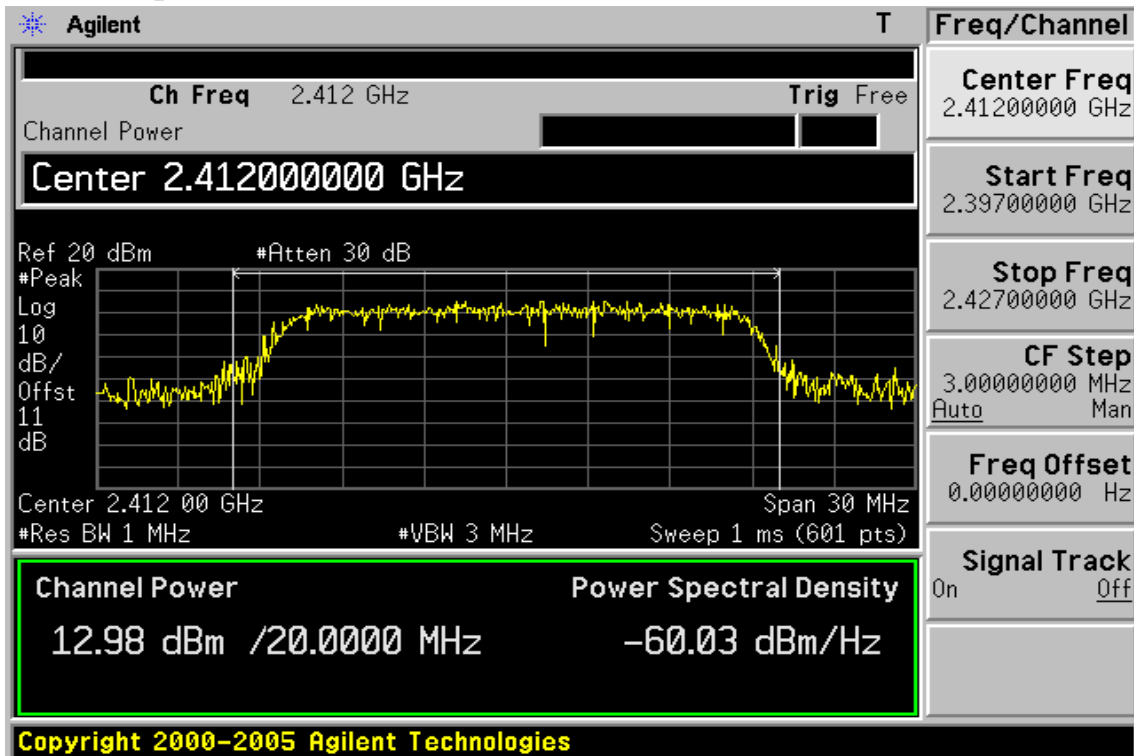 Agilent T Freq/Channel
Ch Freq 2.412 GHz Trig Free
Channel Power
Center 2.412000000 GHz
Ref 20 dBm #Atten 30 dB
#Peak
Log
10
dB/
Offst
11
dB
Center 2.412 00 GHz Span 30 MHz
#Res BW 1 MHz #VBW 3 MHz Sweep 1 ms (601 pts)
Channel Power Power Spectral Density
12.98 dBm /20.0000 MHz -60.03 dBm/Hz
Center Freq
2.41200000 GHz
Start Freq
2.39700000 GHz
Stop Freq
2.42700000 GHz
CF Step
3.00000000 MHz
Auto Man
Freq Offset
0.00000000 Hz
Signal Track
On Off
Copyright 2000-2005 Agilent Technologies